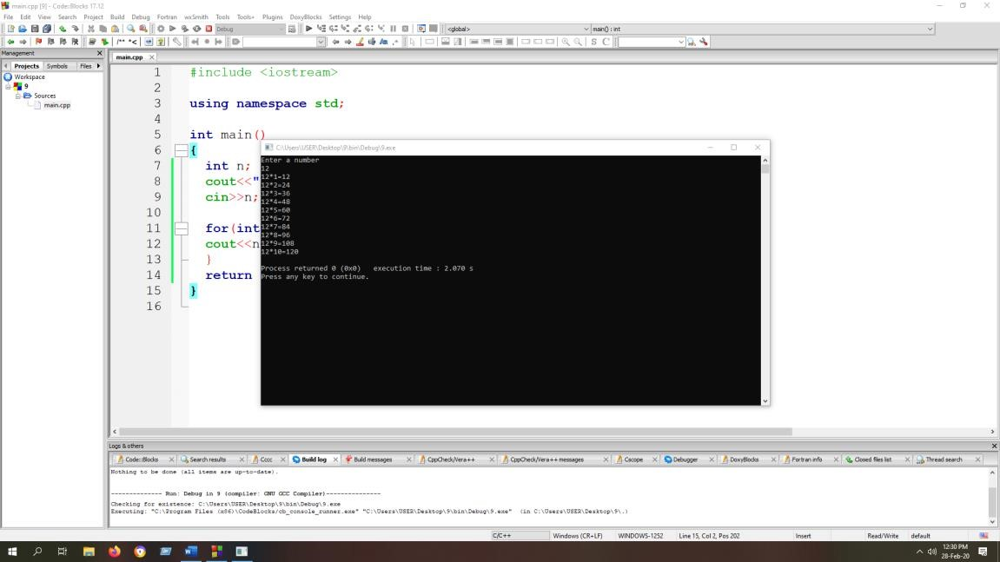 main.cpp [9] - Code::Blocks 17.12
File Edit View Search Project Build Debug Fortran wxSmith Tools Tools+ Plugins DoxyBlocks Settings Help
Debug <global> main() : int
/** *< S C
Management
Projects Symbols Files
Workspace
9
Sources
main.cpp
main.cpp
1 #include <iostream>
2
3 using namespace std;
4
5 int main()
6 {
7 int n;
8 cout<<"
9 cin>>n;
10
11 for(int
12 cout<<n
13 }
14 return
15 }
16
C:\Users\USER\Desktop\9\bin\Debug\9.exe
Enter a number
12
12*1=12
12*2=24
12*3=36
12*4=48
12*5=60
12*6=72
12*7=84
12*8=96
12*9=108
12*10=120
Process returned 0 (0x0) execution time : 2.070 s
Press any key to continue.
Logs & others
Code::Blocks Search results Cccc Build log Build messages CppCheck/Vera++ CppCheck/Vera++ messages Cscope Debugger DoxyBlocks Fortran info Closed files list Thread search
Nothing to be done (all items are up-to-date).
-------------- Run: Debug in 9 (compiler: GNU GCC Compiler)---------------
Checking for existence: C:\Users\USER\Desktop\9\bin\Debug\9.exe
Executing: "C:\Program Files (x86)\CodeBlocks/cb_console_runner.exe" "C:\Users\USER\Desktop\9\bin\Debug\9.exe" (in C:\Users\USER\Desktop\9\.)
C/C++ Windows (CR+LF) WINDOWS-1252 Line 15, Col 2, Pos 202 Insert Read/Write default
12:30 PM
28-Feb-20